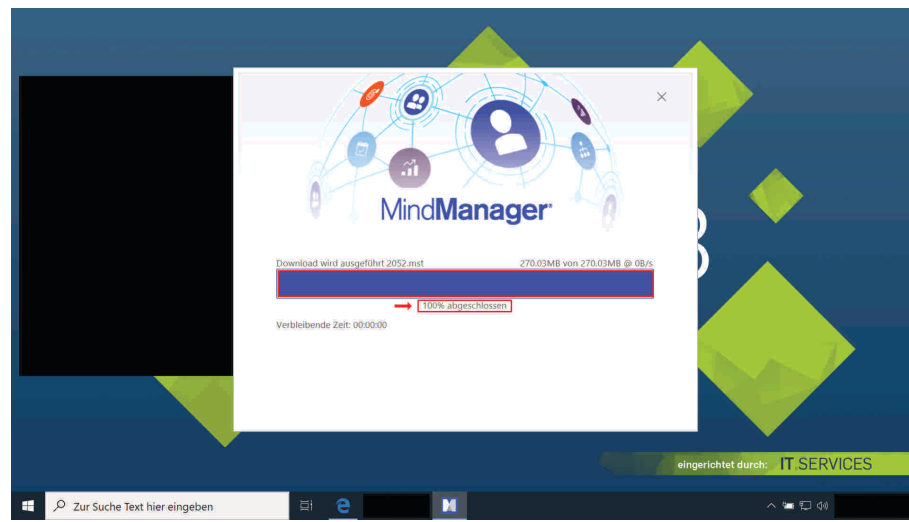 MindManager
Download wird ausgeführt 2052.mst 270.03MB von 270.03MB @ 0B/s
100% abgeschlossen
Verbleibende Zeit: 00:00:00
eingerichtet durch: IT.SERVICES
Zur Suche Text hier eingeben